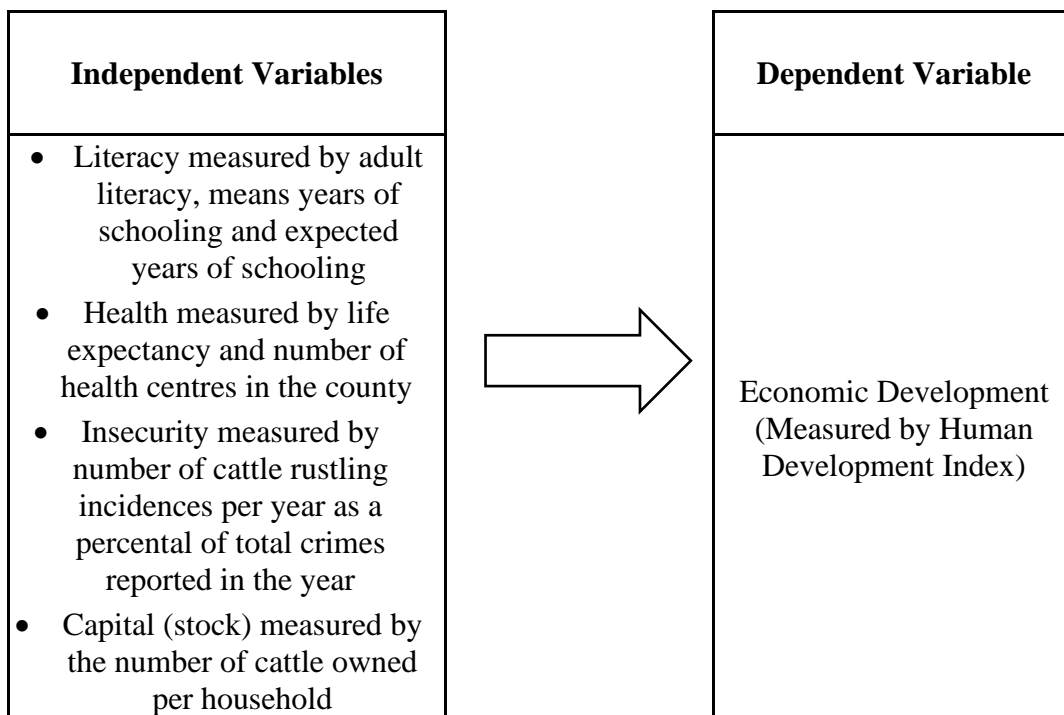 Independent Variables
• Literacy measured by adult
literacy, means years of
schooling and expected
years of schooling
• Health measured by life
expectancy and number of
health centres in the county
• Insecurity measured by
number of cattle rustling
incidences per year as a
percental of total crimes
reported in the year
• Capital (stock) measured by
the number of cattle owned
per household
Dependent Variable
Economic Development
(Measured by Human
Development Index)